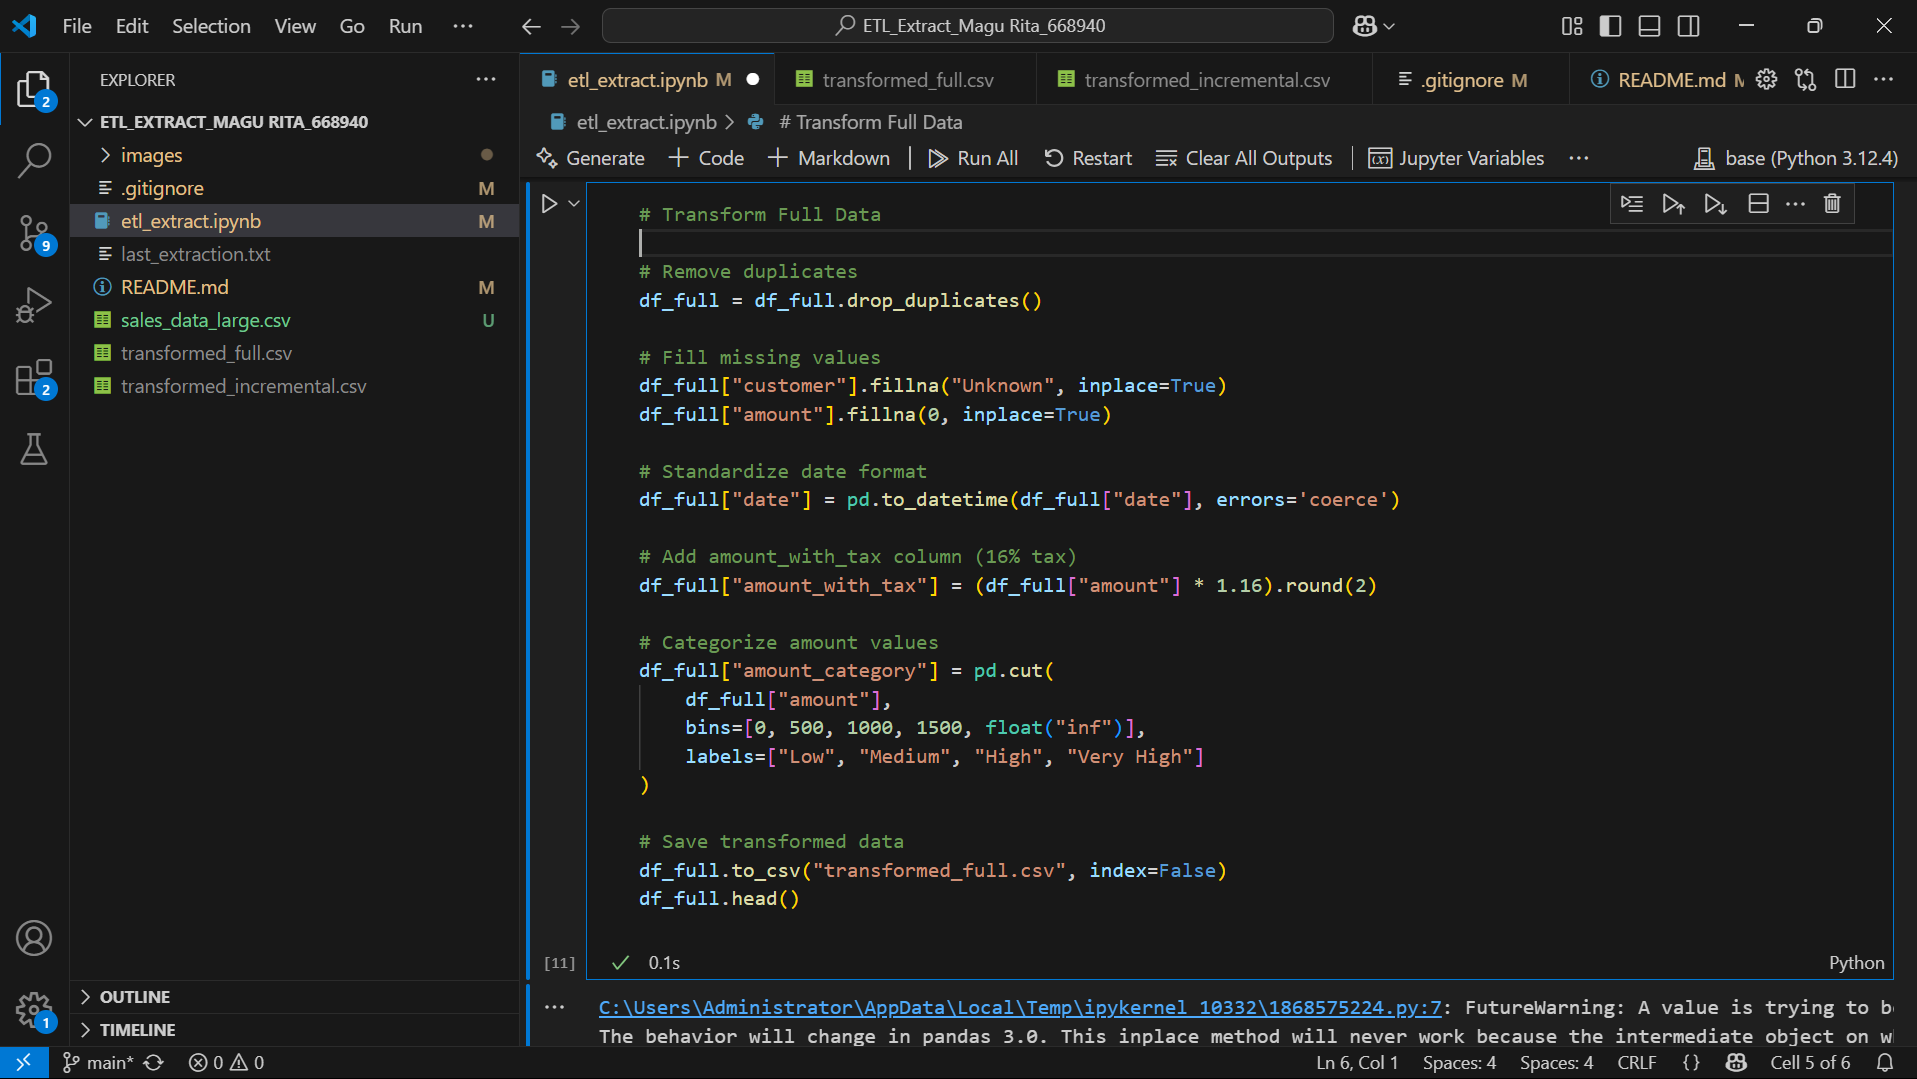 File Edit Selection View Go Run ···
ETL_Extract_Magu Rita_668940
EXPLORER
2
ETL_EXTRACT_MAGU RITA_668940
images
.gitignore M
etl_extract.ipynb M
9
last_extraction.txt
README.md M
sales_data_large.csv U
transformed_full.csv
2
transformed_incremental.csv
OUTLINE
1
TIMELINE
etl_extract.ipynb M
transformed_full.csv
transformed_incremental.csv
.gitignore M
README.md M
etl_extract.ipynb > # Transform Full Data
Generate + Code + Markdown | Run All Restart Clear All Outputs | Jupyter Variables ··· base (Python 3.12.4)
# Transform Full Data
# Remove duplicates
df_full = df_full.drop_duplicates()
# Fill missing values
df_full["customer"].fillna("Unknown", inplace=True)
df_full["amount"].fillna(0, inplace=True)
# Standardize date format
df_full["date"] = pd.to_datetime(df_full["date"], errors='coerce')
# Add amount_with_tax column (16% tax)
df_full["amount_with_tax"] = (df_full["amount"] * 1.16).round(2)
# Categorize amount values
df_full["amount_category"] = pd.cut(
df_full["amount"],
bins=[0, 500, 1000, 1500, float("inf")],
labels=["Low", "Medium", "High", "Very High"]
)
# Save transformed data
df_full.to_csv("transformed_full.csv", index=False)
df_full.head()
[11] 0.1s Python
C:\Users\Administrator\AppData\Local\Temp\ipykernel_10332\1868575224.py:7: FutureWarning: A value is trying to
The behavior will change in pandas 3.0. This inplace method will never work because the intermediate object on
main* 0 0 Ln 6, Col 1 Spaces: 4 Spaces: 4 CRLF {} Cell 5 of 6